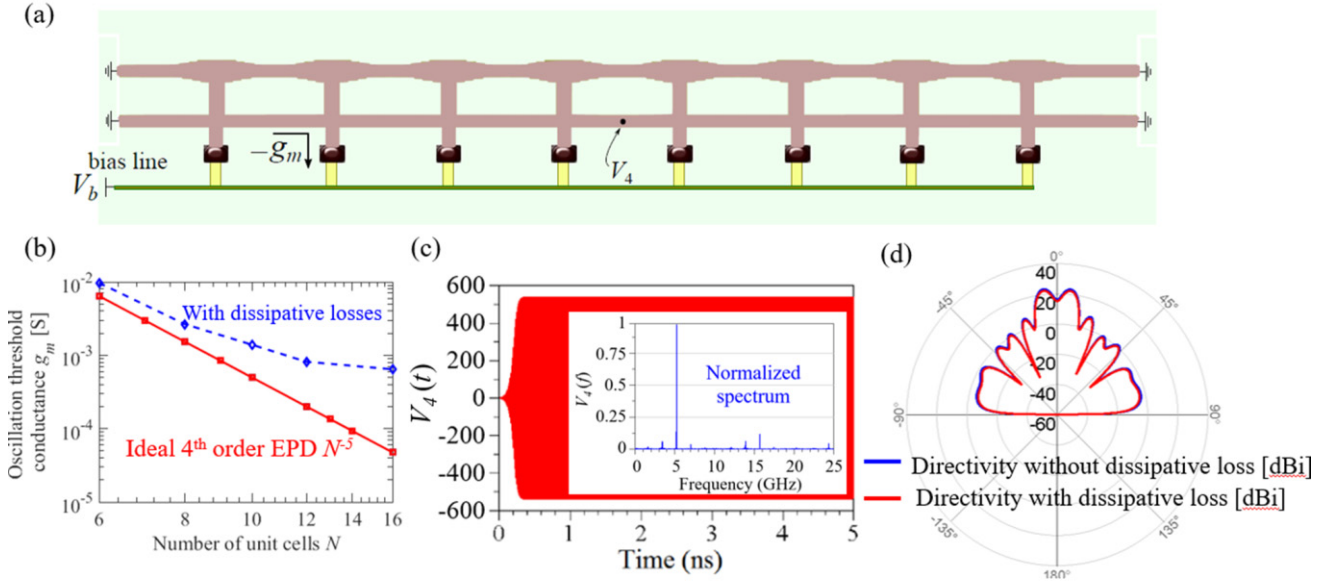 (a)
bias line
V_b
−g_m
V_4
(b)
Oscillation threshold
conductance g_m [S]
10^-2
10^-3
10^-4
10^-5
With dissipative losses
Ideal 4th order EPD N^-5
6 8 10 12 14 16
Number of unit cells N
(c)
V_4(t)
600
400
200
0
-200
-400
-600
0 1 2 3 4 5
Time (ns)
V_4(f)
1
0.75
0.5
0.25
0
Normalized
spectrum
0 5 10 15 20 25
Frequency (GHz)
(d)
0°
45°
90°
135°
180°
-135°
-90°
-45°
40
20
0
-20
-40
-60
Directivity without dissipative loss [dBi]
Directivity with dissipative loss [dBi]